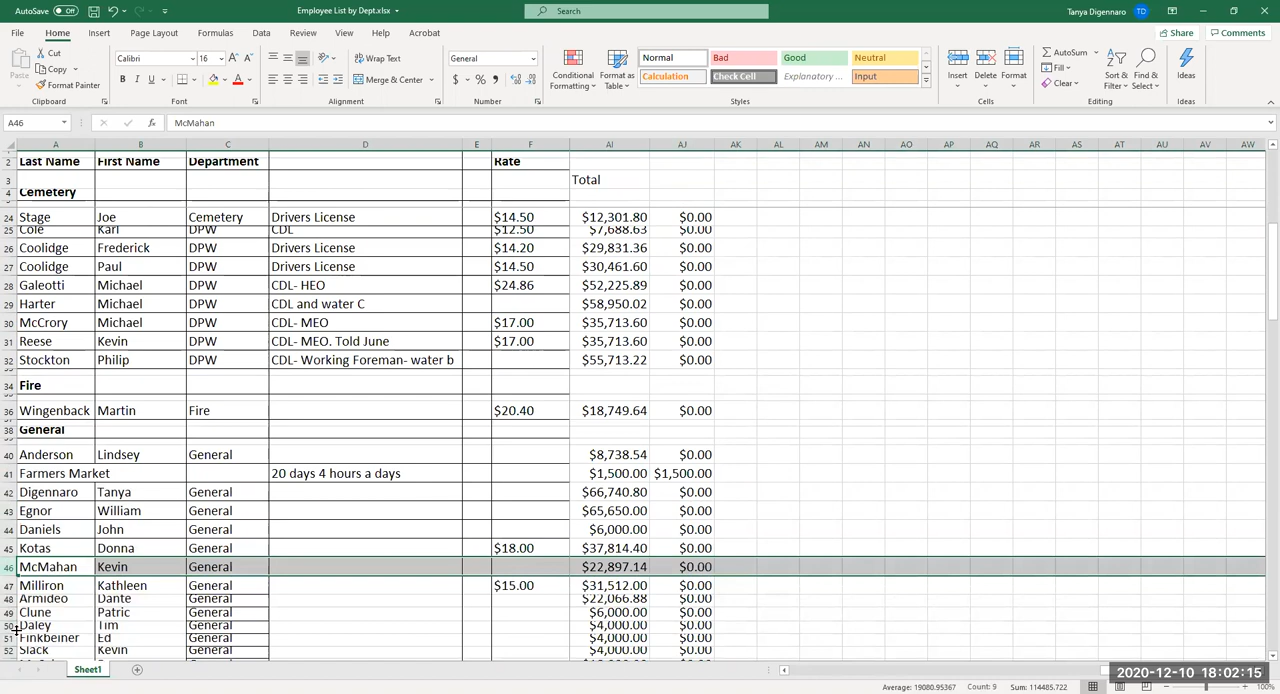 AutoSave Off Employee List by Dept.xlsx Search Tanya Digennaro TD
File Home Insert Page Layout Formulas Data Review View Help Acrobat Share Comments
Paste Cut Copy Format Painter Clipboard
Calibri 16 B I U A Font
Wrap Text Merge & Center Alignment
General $ % Number
Conditional Formatting Format as Table Normal Bad Good Neutral Calculation Check Cell Explanatory ... Input Styles
Insert Delete Format Cells
AutoSum Fill Clear Sort & Filter Find & Select Editing
Ideas Ideas
A46 fx McMahan
A B C D E F AI AJ AK AL AM AN AO AP AQ AR AS AT AU AV AW
2 Last Name First Name Department Rate
3 Total
4 Cemetery
24 Stage Joe Cemetery Drivers License $14.50 $12,301.80 $0.00
25 Cole Karl DPW CDL $12.50 $7,688.63 $0.00
26 Coolidge Frederick DPW Drivers License $14.20 $29,831.36 $0.00
27 Coolidge Paul DPW Drivers License $14.50 $30,461.60 $0.00
28 Galeotti Michael DPW CDL- HEO $24.86 $52,225.89 $0.00
29 Harter Michael DPW CDL and water C $58,950.02 $0.00
30 McCrory Michael DPW CDL- MEO $17.00 $35,713.60 $0.00
31 Reese Kevin DPW CDL- MEO. Told June $17.00 $35,713.60 $0.00
32 Stockton Philip DPW CDL- Working Foreman- water b $55,713.22 $0.00
34 Fire
36 Wingenback Martin Fire $20.40 $18,749.64 $0.00
38 General
40 Anderson Lindsey General $8,738.54 $0.00
41 Farmers Market 20 days 4 hours a days $1,500.00 $1,500.00
42 Digennaro Tanya General $66,740.80 $0.00
43 Egnor William General $65,650.00 $0.00
44 Daniels John General $6,000.00 $0.00
45 Kotas Donna General $18.00 $37,814.40 $0.00
46 McMahan Kevin General $22,897.14 $0.00
47 Milliron Kathleen General $15.00 $31,512.00 $0.00
48 Armideo Dante General $22,066.88 $0.00
49 Clune Patric General $6,000.00 $0.00
50 Daley Tim General $4,000.00 $0.00
51 Finkbeiner Ed General $4,000.00 $0.00
52 Slack Kevin General $4,000.00 $0.00
Sheet1
2020-12-10 18:02:15
Average: 19080.95367 Count: 9 Sum: 114485.722 100%